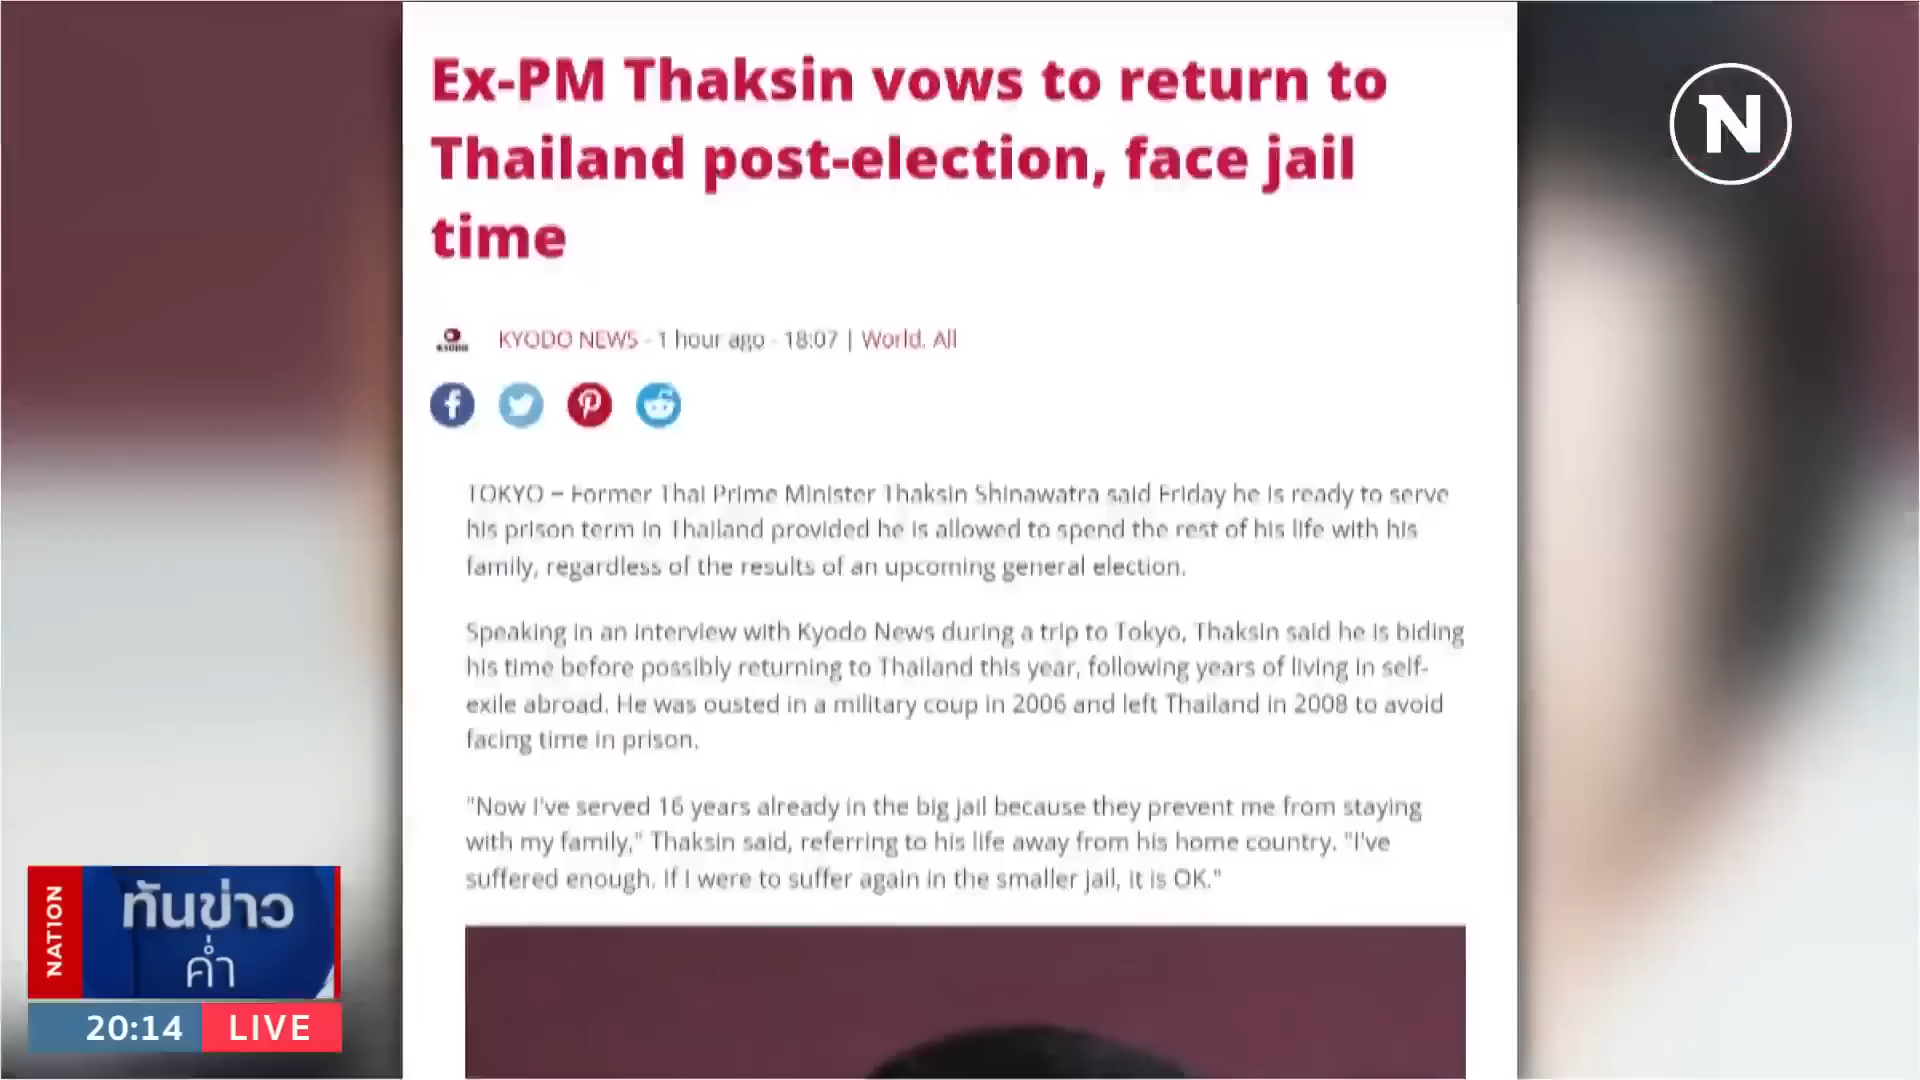 Ex-PM Thaksin vows to return to
Thailand post-election, face jail
time
KYODO NEWS - 1 hour ago - 18:07 | World, All
TOKYO – Former Thai Prime Minister Thaksin Shinawatra said Friday he is ready to serve
his prison term in Thailand provided he is allowed to spend the rest of his life with his
family, regardless of the results of an upcoming general election.
Speaking in an interview with Kyodo News during a trip to Tokyo, Thaksin said he is biding
his time before possibly returning to Thailand this year, following years of living in self-
exile abroad. He was ousted in a military coup in 2006 and left Thailand in 2008 to avoid
facing time in prison.
"Now I've served 16 years already in the big jail because they prevent me from staying
with my family," Thaksin said, referring to his life away from his home country. "I've
suffered enough. If I were to suffer again in the smaller jail, it is OK."
N
NATION
ทันข่าว
ค่ำ
20:14 LIVE